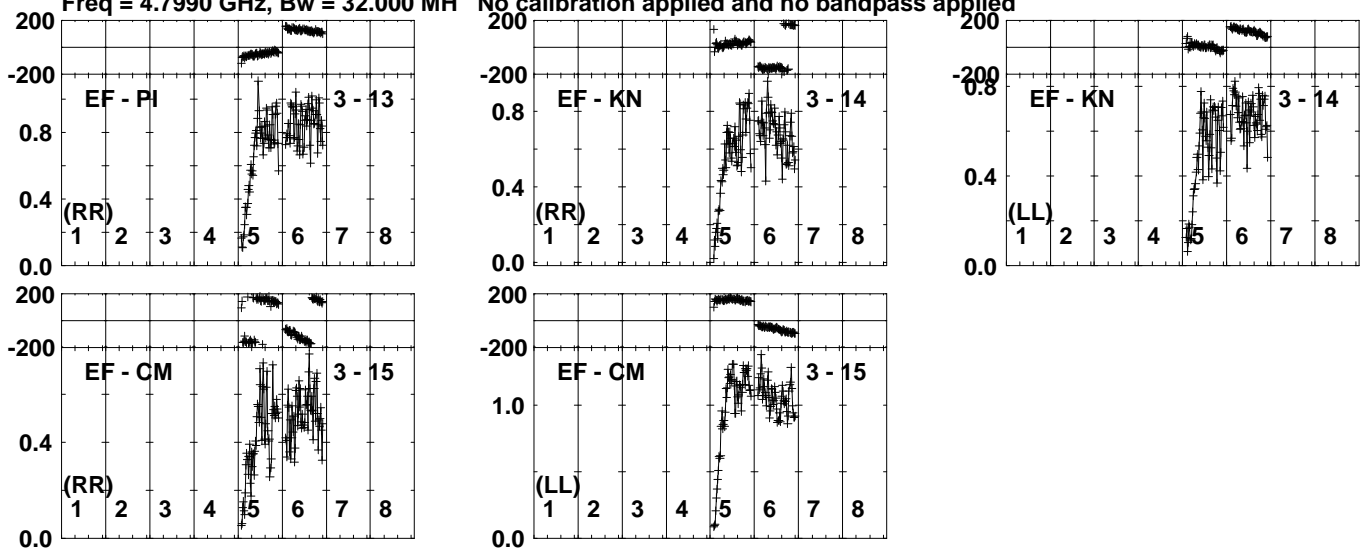 Freq = 4.7990 GHz, Bw = 32.000 MH No calibration applied and no bandpass applied
200
-200
EF - PI 3 - 13
0.8
0.4
(RR)
1 2 3 4 5 6 7 8
0.0
200
-200
EF - KN 3 - 14
0.8
0.4
(RR)
1 2 3 4 5 6 7 8
0.0
200
-200
EF - KN 3 - 14
0.8
0.4
(LL)
1 2 3 4 5 6 7 8
0.0
200
-200
EF - CM 3 - 15
0.4
(RR)
1 2 3 4 5 6 7 8
0.0
200
-200
EF - CM 3 - 15
1.0
(LL)
1 2 3 4 5 6 7 8
0.0